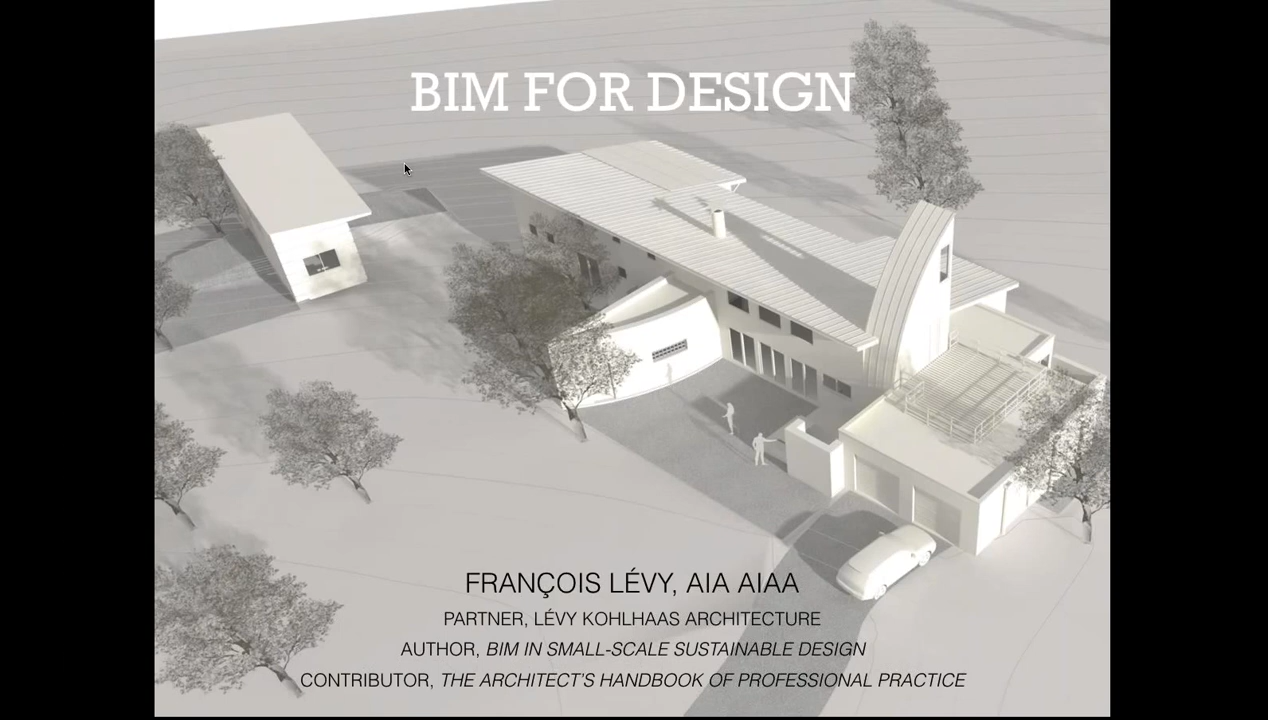 BIM FOR DESIGN
FRANÇOIS LÉVY, AIA AIAA
PARTNER, LÉVY KOHLHAAS ARCHITECTURE
AUTHOR, BIM IN SMALL-SCALE SUSTAINABLE DESIGN
CONTRIBUTOR, THE ARCHITECT'S HANDBOOK OF PROFESSIONAL PRACTICE